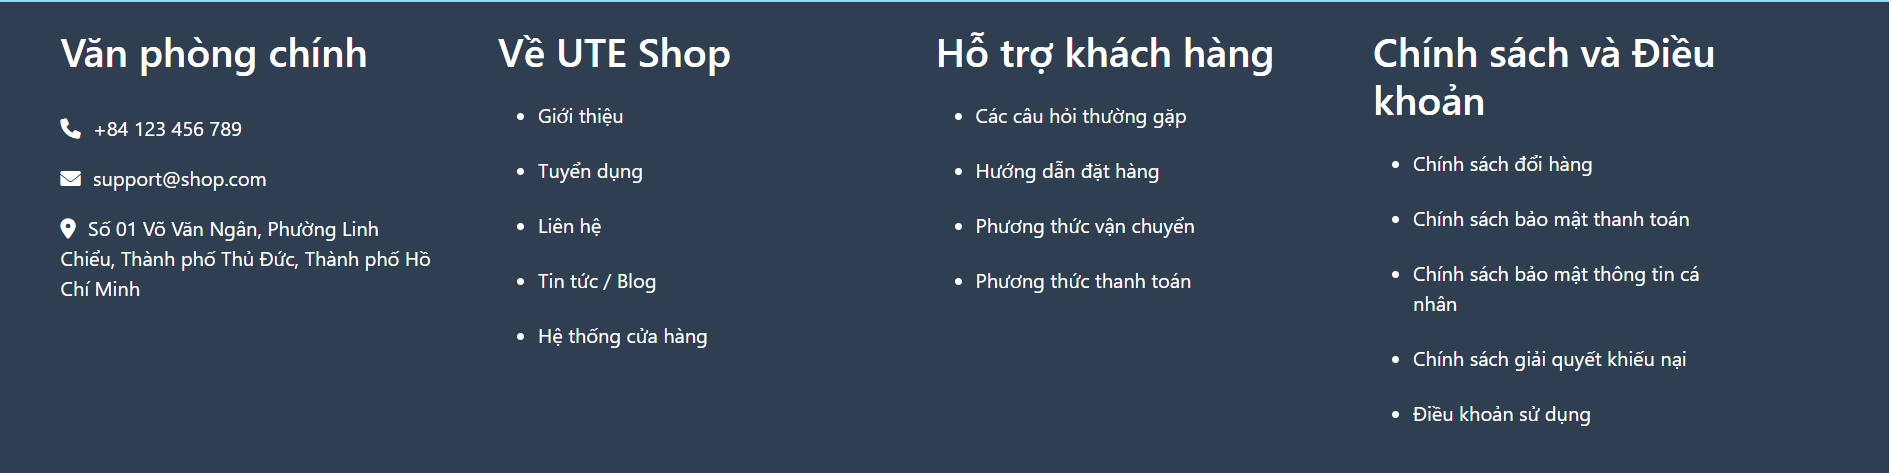 Văn phòng chính
+84 123 456 789
support@shop.com
Số 01 Võ Văn Ngân, Phường Linh
Chiểu, Thành phố Thủ Đức, Thành phố Hồ
Chí Minh
Về UTE Shop
Giới thiệu
Tuyển dụng
Liên hệ
Tin tức / Blog
Hệ thống cửa hàng
Hỗ trợ khách hàng
Các câu hỏi thường gặp
Hướng dẫn đặt hàng
Phương thức vận chuyển
Phương thức thanh toán
Chính sách và Điều
khoản
Chính sách đổi hàng
Chính sách bảo mật thanh toán
Chính sách bảo mật thông tin cá
nhân
Chính sách giải quyết khiếu nại
Điều khoản sử dụng